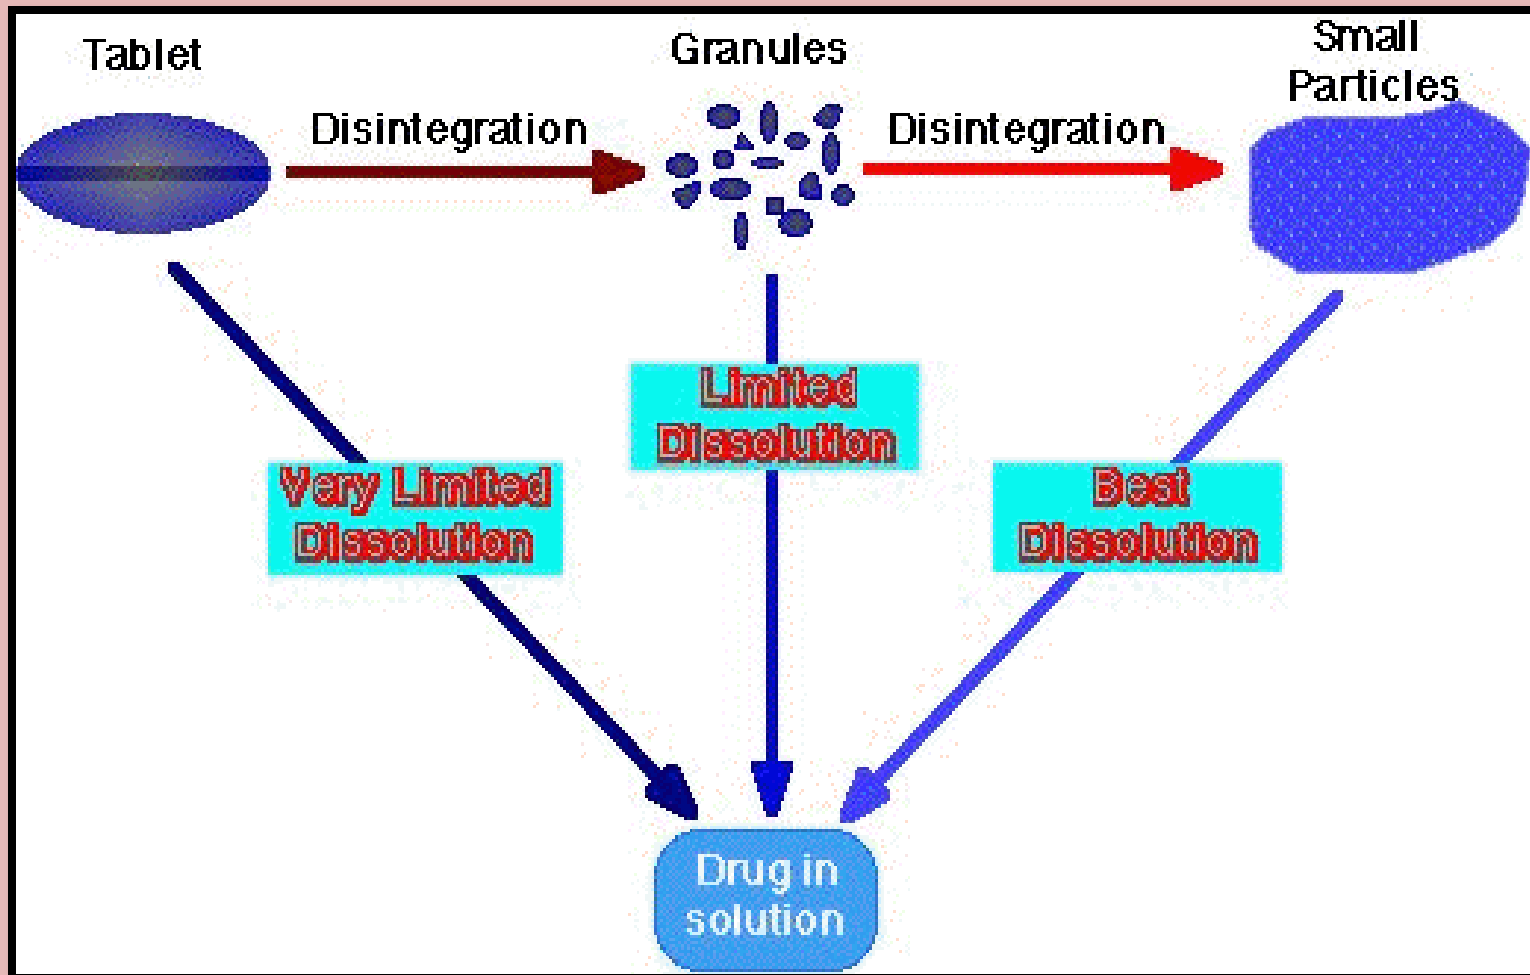 Tablet
Granules
Small
Particles
Disintegration
Disintegration
Limited
Dissolution
Very Limited
Dissolution
Best
Dissolution
Drug in
solution